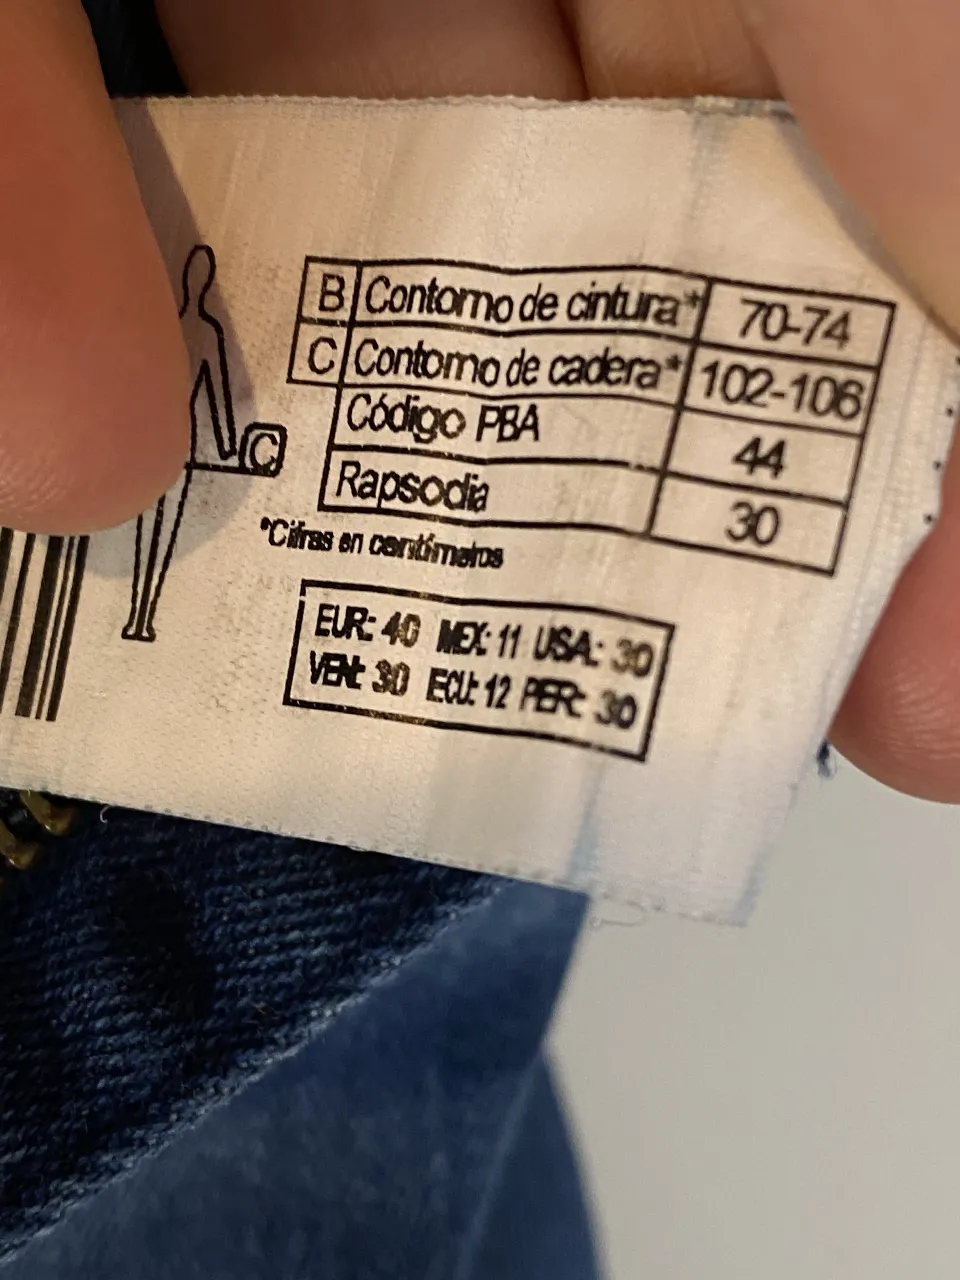 B Contorno de cintura* 70-74
C Contorno de cadera* 102-106
Código PBA 44
Rapsodia 30
*Cifras en centímetros
C
EUR: 40 MEX: 11 USA: 30
VEN: 30 ECU: 12 PER: 30